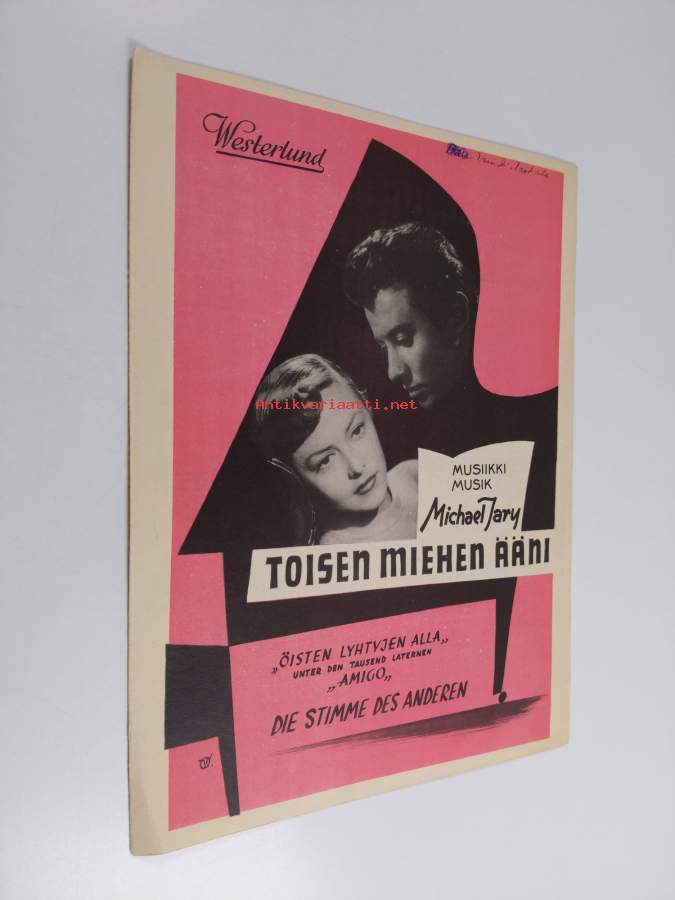 Westerlund
Antikvariaatti.net
MUSIIKKI
MUSIK
Michael Jary
TOISEN MIEHEN ÄÄNI
„ÖISTEN LYHTYJEN ALLA„
UNTER DEN TAUSEND LATERNEN
„AMIGO„
DIE STIMME DES ANDEREN